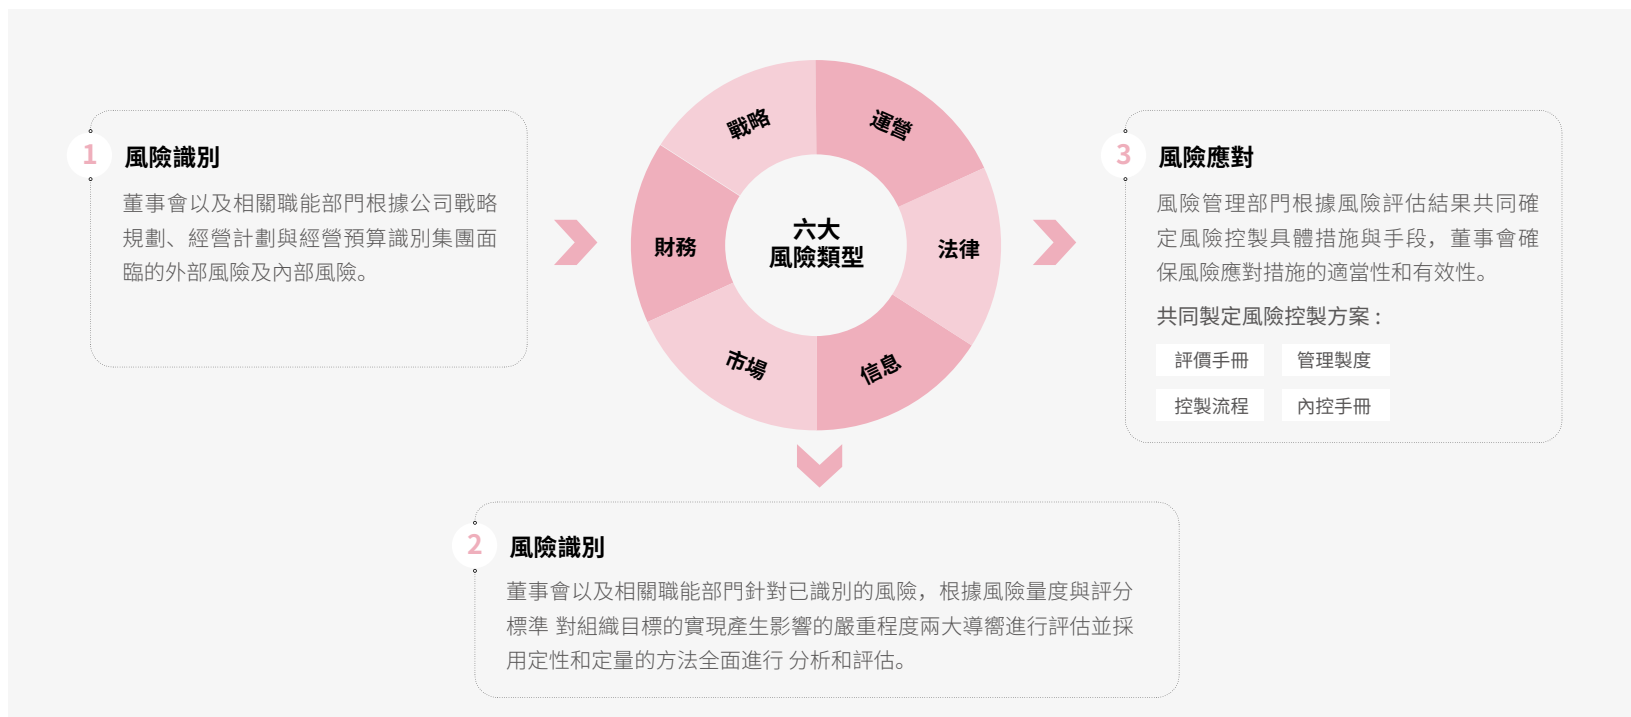 1
風險識別
董事會以及相關職能部門根據公司戰略
規劃、經營計劃與經營預算識別集團面
臨的外部風險及內部風險。
戰略
運營
財務
六大
風險類型
法律
市場
信息
2
風險識別
董事會以及相關職能部門針對已識別的風險，根據風險量度與評分
標準 對組織目標的實現產生影響的嚴重程度兩大導嚮進行評估並採
用定性和定量的方法全面進行 分析和評估。
3
風險應對
風險管理部門根據風險評估結果共同確
定風險控製具體措施與手段，董事會確
保風險應對措施的適當性和有效性。
共同製定風險控製方案 :
評價手冊
管理製度
控製流程
內控手冊